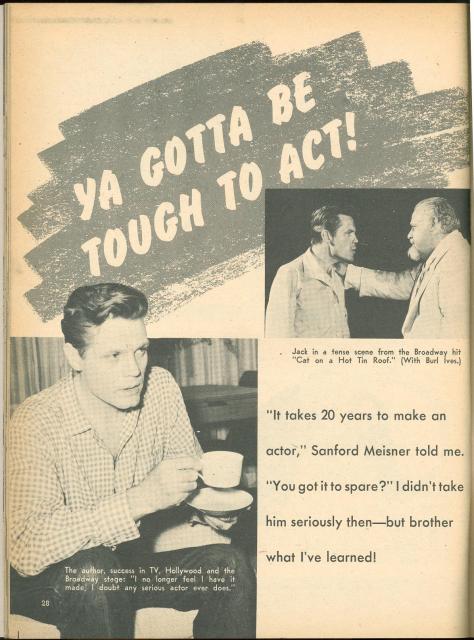 YA GOTTA BE
TOUGH TO ACT!
Jack in a tense scene from the Broadway hit
"Cat on a Hot Tin Roof." (With Burl Ives.)
"It takes 20 years to make an
actor," Sanford Meisner told me.
"You got it to spare?" I didn't take
him seriously then—but brother
what I've learned!
The author, success in TV, Hollywood and the
Broadway stage: "I no longer feel I have it
made; I doubt any serious actor ever does."
28